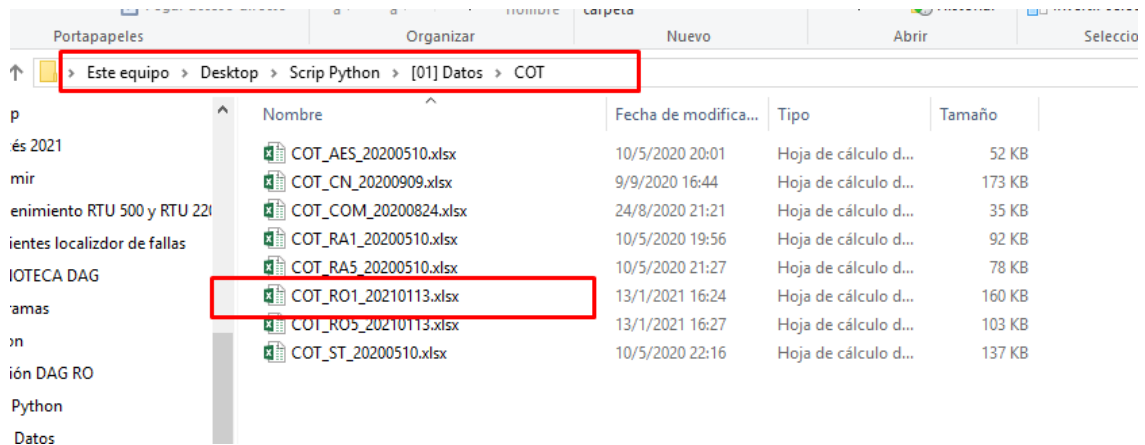 nombre carpeta
Portapapeles Organizar Nuevo Abrir Seleccio
Este equipo > Desktop > Scrip Python > [01] Datos > COT
Nombre Fecha de modifica... Tipo Tamaño
p
és 2021
mir
enimiento RTU 500 y RTU 220
ientes localizdor de fallas
IOTECA DAG
ramas
on
ión DAG RO
Python
Datos
COT_AES_20200510.xlsx 10/5/2020 20:01 Hoja de cálculo d... 52 KB
COT_CN_20200909.xlsx 9/9/2020 16:44 Hoja de cálculo d... 173 KB
COT_COM_20200824.xlsx 24/8/2020 21:21 Hoja de cálculo d... 35 KB
COT_RA1_20200510.xlsx 10/5/2020 19:56 Hoja de cálculo d... 92 KB
COT_RA5_20200510.xlsx 10/5/2020 21:27 Hoja de cálculo d... 78 KB
COT_RO1_20210113.xlsx 13/1/2021 16:24 Hoja de cálculo d... 160 KB
COT_RO5_20210113.xlsx 13/1/2021 16:27 Hoja de cálculo d... 103 KB
COT_ST_20200510.xlsx 10/5/2020 22:16 Hoja de cálculo d... 137 KB